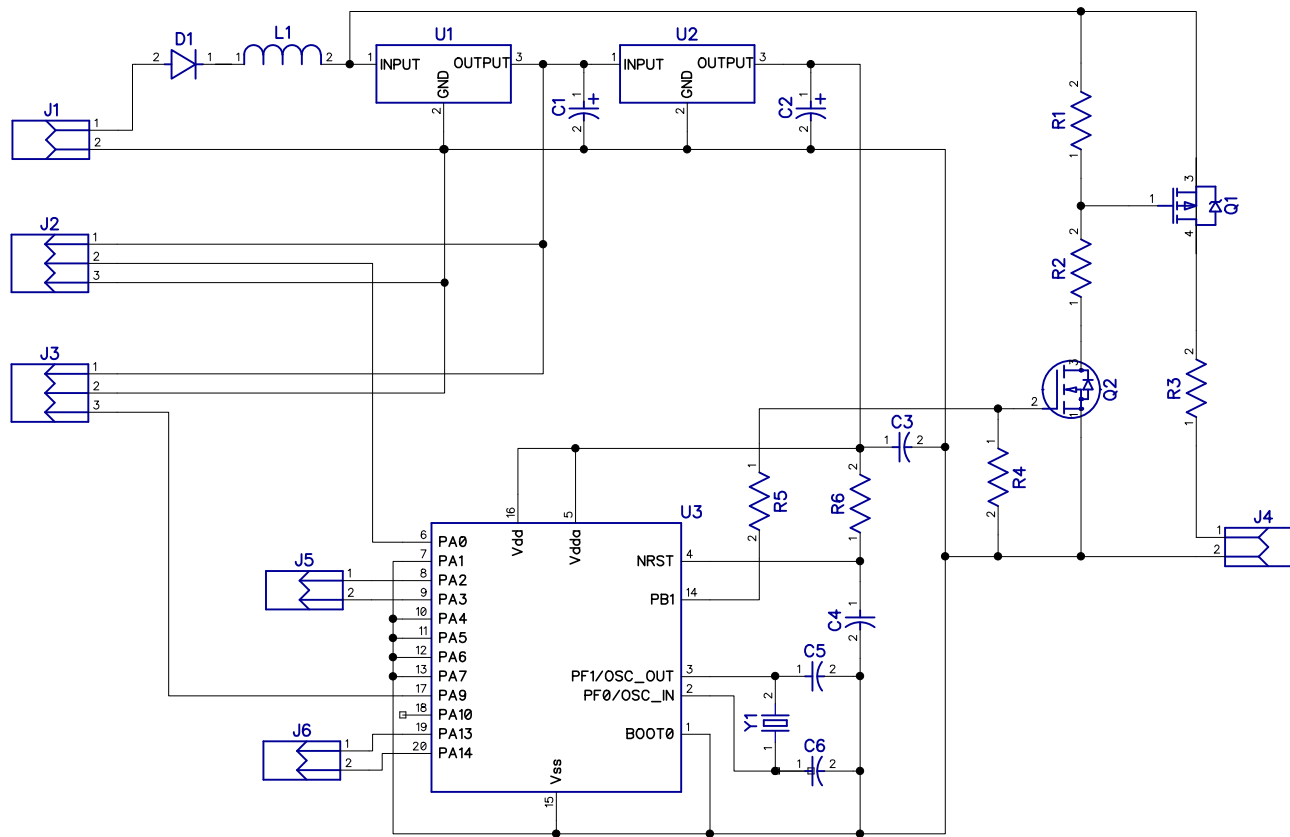 D1
2 1
L1
1 2
U1
1 INPUT OUTPUT 3
GND
2
U2
1 INPUT OUTPUT 3
GND
2
C1
1
+
2
C2
1
+
2
J1
1
2
R1
2
1
Q1
3
1
4
J2
1
2
3
R2
2
1
J3
1
2
3
Q2
3
2
1
R3
2
1
C3
1 2
R4
1
2
R5
1
2
R6
2
1
J4
1
2
U3
16
Vdd
5
Vdda
6 PA0
7 PA1
8 PA2
9 PA3
10 PA4
11 PA5
12 PA6
13 PA7
17 PA9
18 PA10
19 PA13
20 PA14
NRST 4
PB1 14
PF1/OSC_OUT 3
PF0/OSC_IN 2
BOOT0 1
Vss
15
J5
1
2
J6
1
2
C4
1
2
C5
1 2
Y1
2
1
C6
1 2